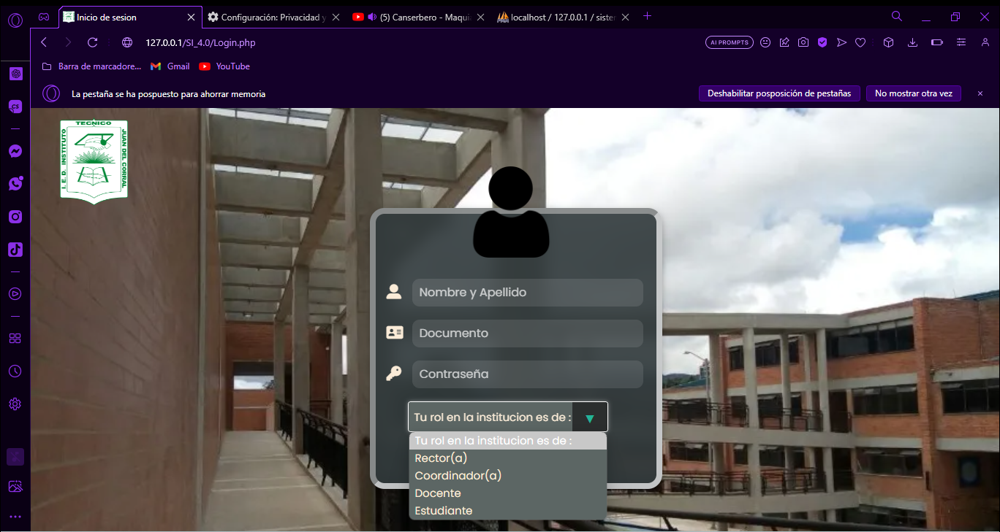 Inicio de sesion
Configuración: Privacidad y
(5) Canserbero - Maqui
localhost / 127.0.0.1 / sister
127.0.0.1/SI_4.0/Login.php
AI PROMPTS
Barra de marcadore...
Gmail
YouTube
La pestaña se ha pospuesto para ahorrar memoria
Deshabilitar posposición de pestañas
No mostrar otra vez
TECNICO
I. E. D. INSTITUTO
JUAN DEL CORRAL
Nombre y Apellido
Documento
Contraseña
Tu rol en la institucion es de :
Tu rol en la institucion es de :
Rector(a)
Coordinador(a)
Docente
Estudiante